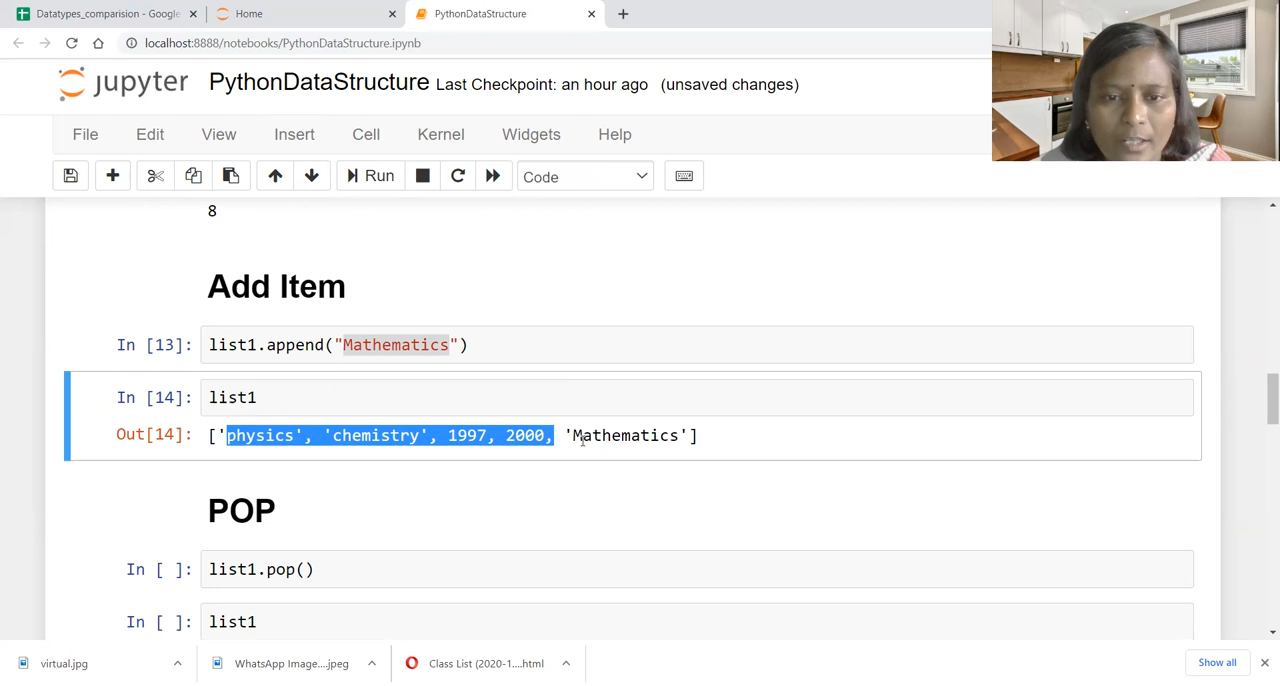 Datatypes_comparision - Google
Home
PythonDataStructure
localhost:8888/notebooks/PythonDataStructure.ipynb
jupyter PythonDataStructure Last Checkpoint: an hour ago (unsaved changes)
File Edit View Insert Cell Kernel Widgets Help
Run Code
8
Add Item
In [13]: list1.append("Mathematics")
In [14]: list1
Out[14]: ['physics', 'chemistry', 1997, 2000, 'Mathematics']
POP
In [ ]: list1.pop()
In [ ]: list1
virtual.jpg WhatsApp Image....jpeg Class List (2020-1....html Show all